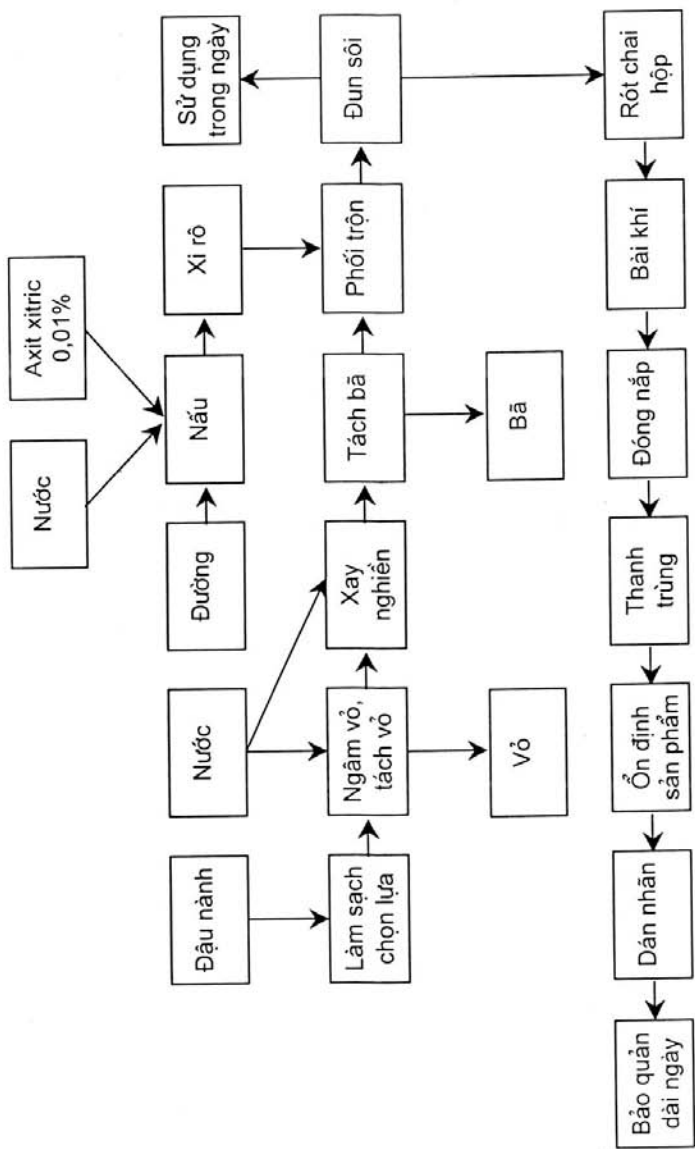 Nước
Axit xitric
0,01%
Đường
Nấu
Xi rô
Sử dụng
trong ngày
Đậu nành
Nước
Làm sạch
chọn lựa
Ngâm vỏ,
tách vỏ
Xay
nghiền
Tách bã
Phối trộn
Đun sôi
Vỏ
Bã
Bảo quản
dài ngày
Dán nhãn
Ổn định
sản phẩm
Thanh
trùng
Đóng nắp
Bài khí
Rót chai
hộp